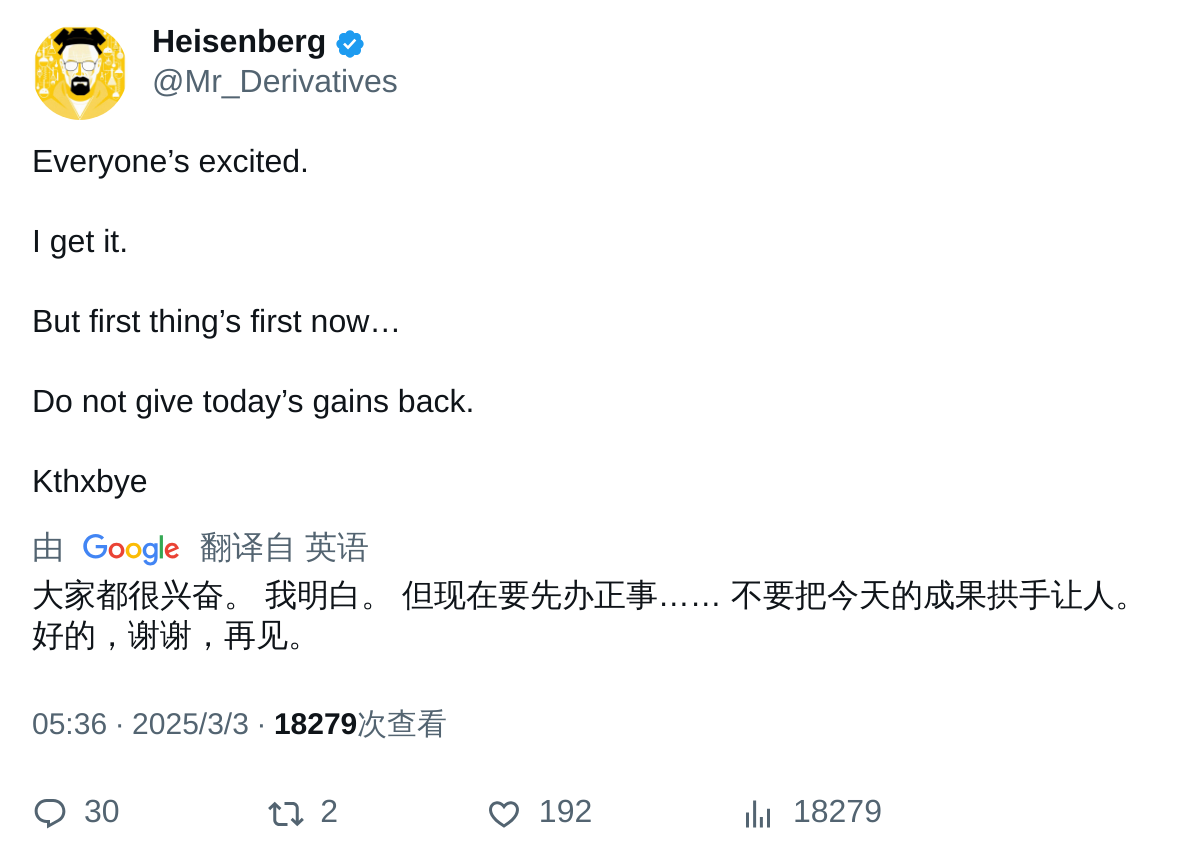 Heisenberg
@Mr_Derivatives
Everyone’s excited.
I get it.
But first thing’s first now…
Do not give today’s gains back.
Kthxbye
由 Google 翻译自 英语
大家都很兴奋。 我明白。 但现在要先办正事…… 不要把今天的成果拱手让人。
好的，谢谢，再见。
05:36 · 2025/3/3 · 18279次查看
30 2 192 18279